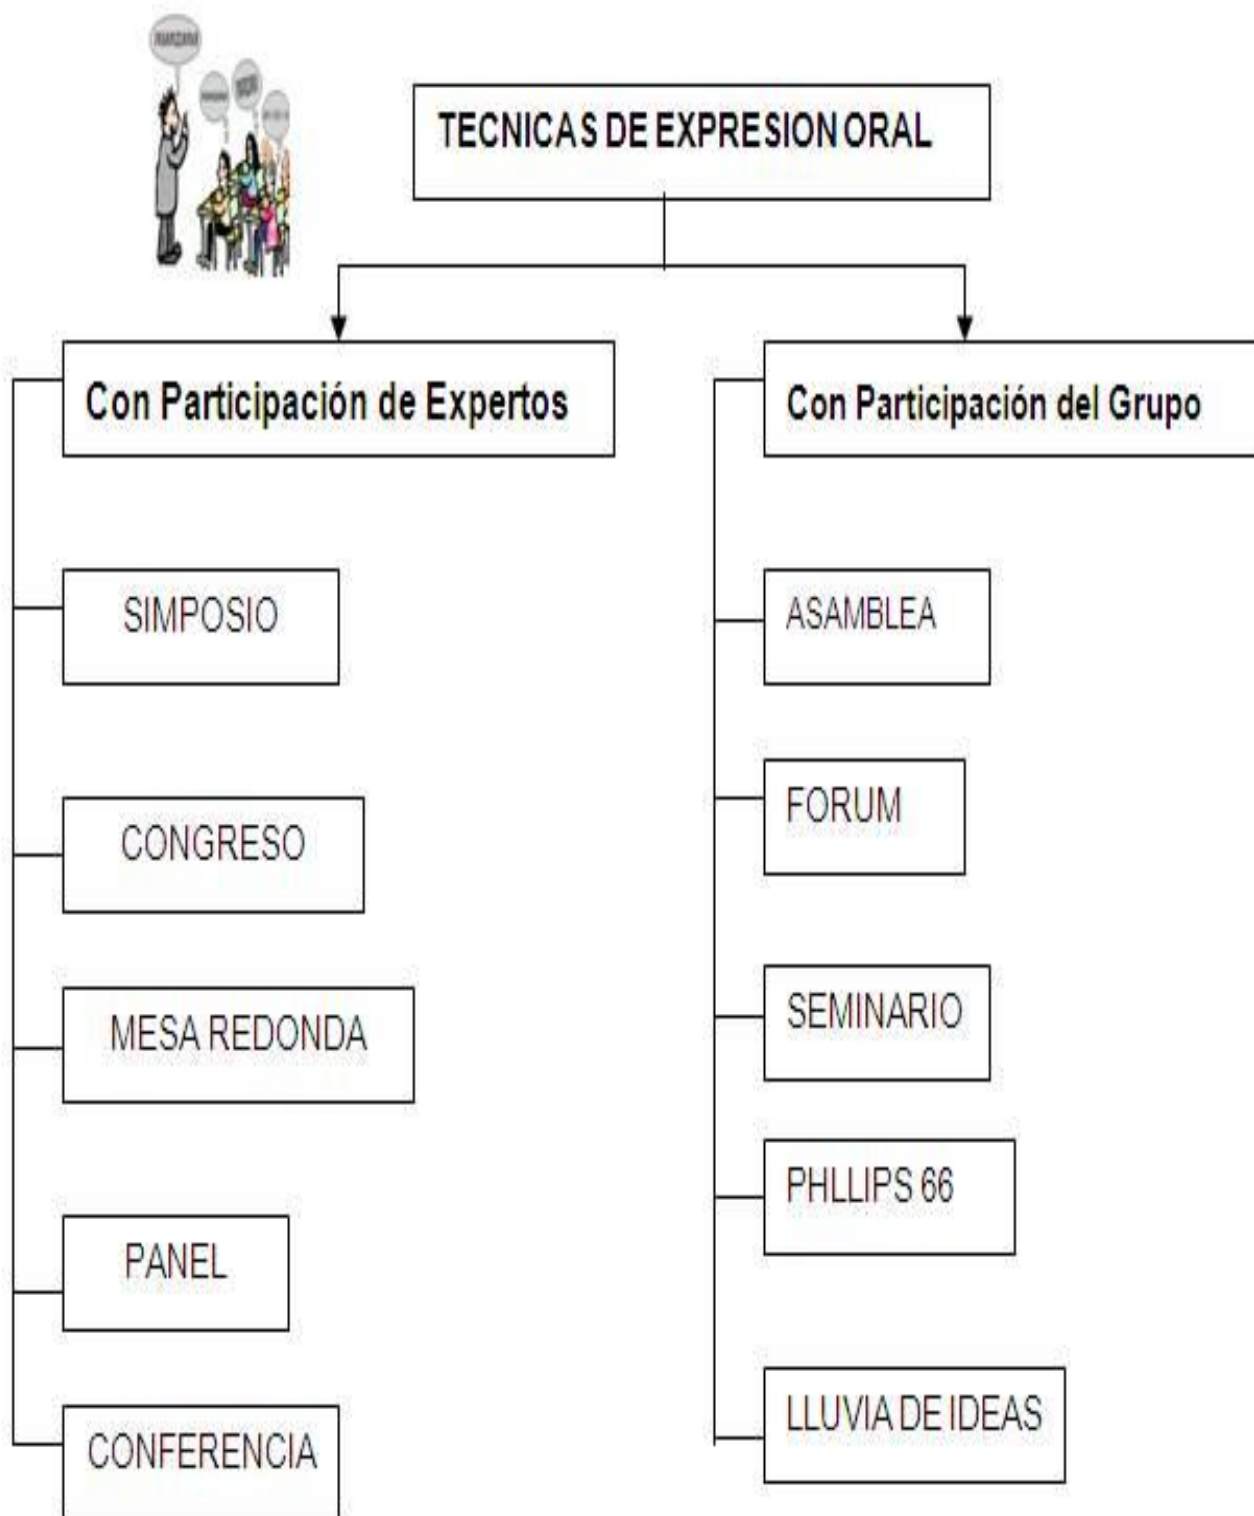 TECNICAS DE EXPRESION ORAL
Con Participación de Expertos
SIMPOSIO
CONGRESO
MESA REDONDA
PANEL
CONFERENCIA
Con Participación del Grupo
ASAMBLEA
FORUM
SEMINARIO
PHLLIPS 66
LLUVIA DE IDEAS